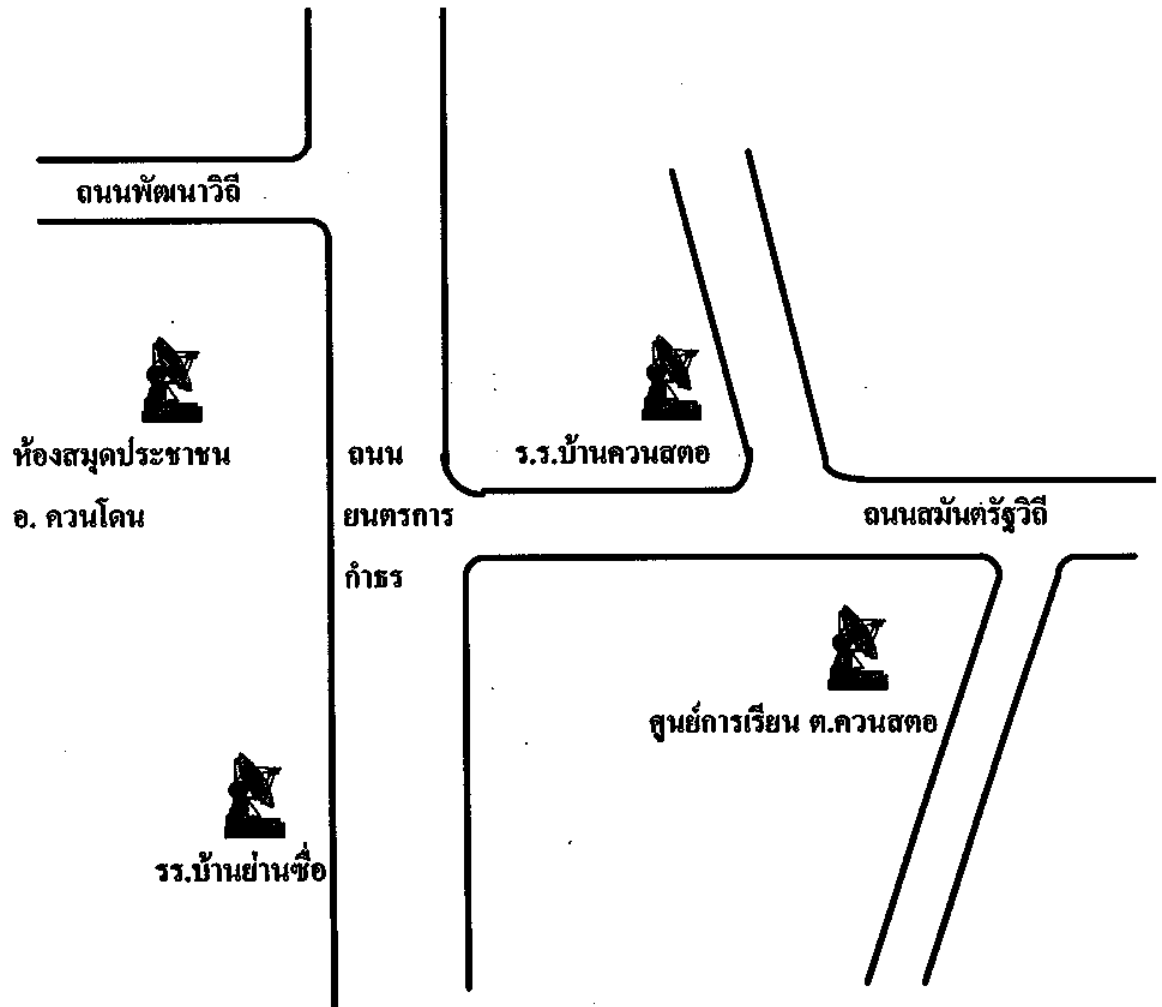 ถนนพัฒนาวิถี
ห้องสมุดประชาชน
อ. ควนโดน
ถนน
ยนตรการ
กำธร
ร.ร.บ้านควนสตอ
ถนนสมันตรัฐวิถี
ศูนย์การเรียน ต.ควนสตอ
รร.บ้านย่านซื่อ